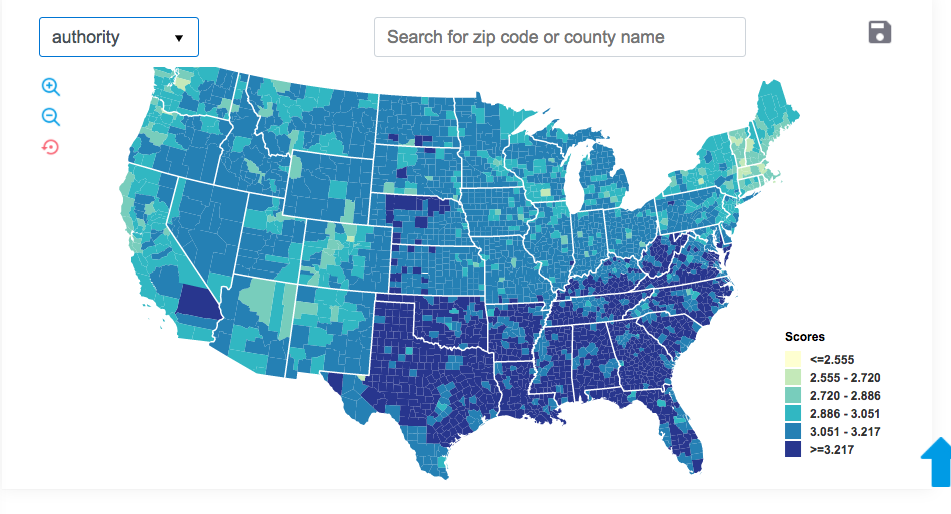 authority
Search for zip code or county name
Scores
<=2.555
2.555 - 2.720
2.720 - 2.886
2.886 - 3.051
3.051 - 3.217
>=3.217